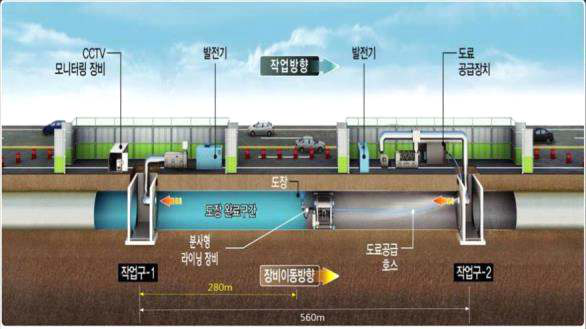 CCTV
모니터링 장비
발전기
작업방향
발전기
도료
공급장치
도장
도장 완료구간
분사형
라이닝 장비
도료공급
호스
작업구-1
장비이동방향
작업구-2
280m
560m